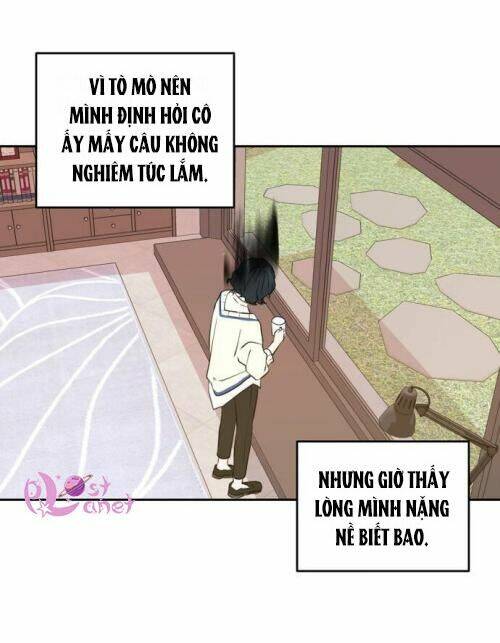 VÌ TÒ MÒ NÊN
MÌNH ĐỊNH HỎI CÔ
ẤY MẤY CÂU KHÔNG
NGHIÊM TÚC LẮM.
NHƯNG GIỜ THẤY
LÒNG MÌNH NẶNG
NỀ BIẾT BAO.
Lost
Planet